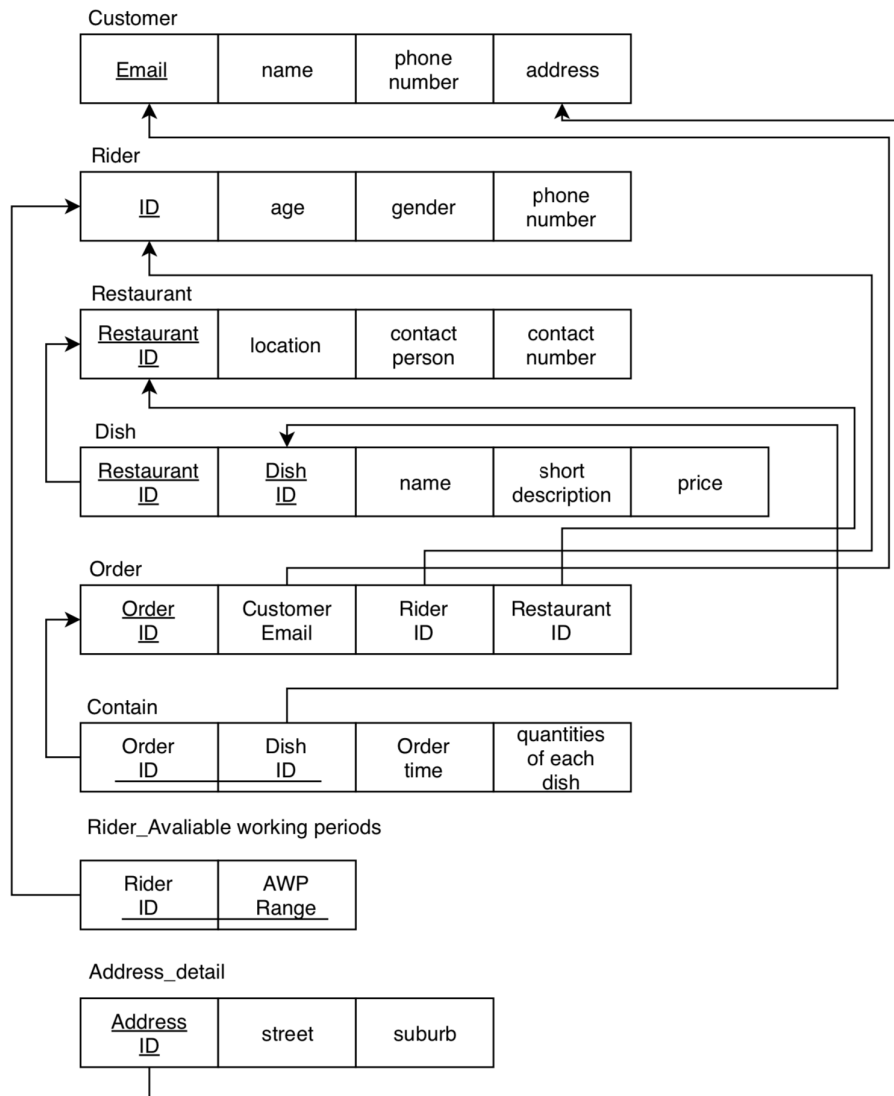 Customer
Email
name
phone
number
address
Rider
ID
age
gender
phone
number
Restaurant
Restaurant
ID
location
contact
person
contact
number
Dish
Restaurant
ID
Dish
ID
name
short
description
price
Order
Order
ID
Customer
Email
Rider
ID
Restaurant
ID
Contain
Order
ID
Dish
ID
Order
time
quantities
of each
dish
Rider_Avaliable working periods
Rider
ID
AWP
Range
Address_detail
Address
ID
street
suburb